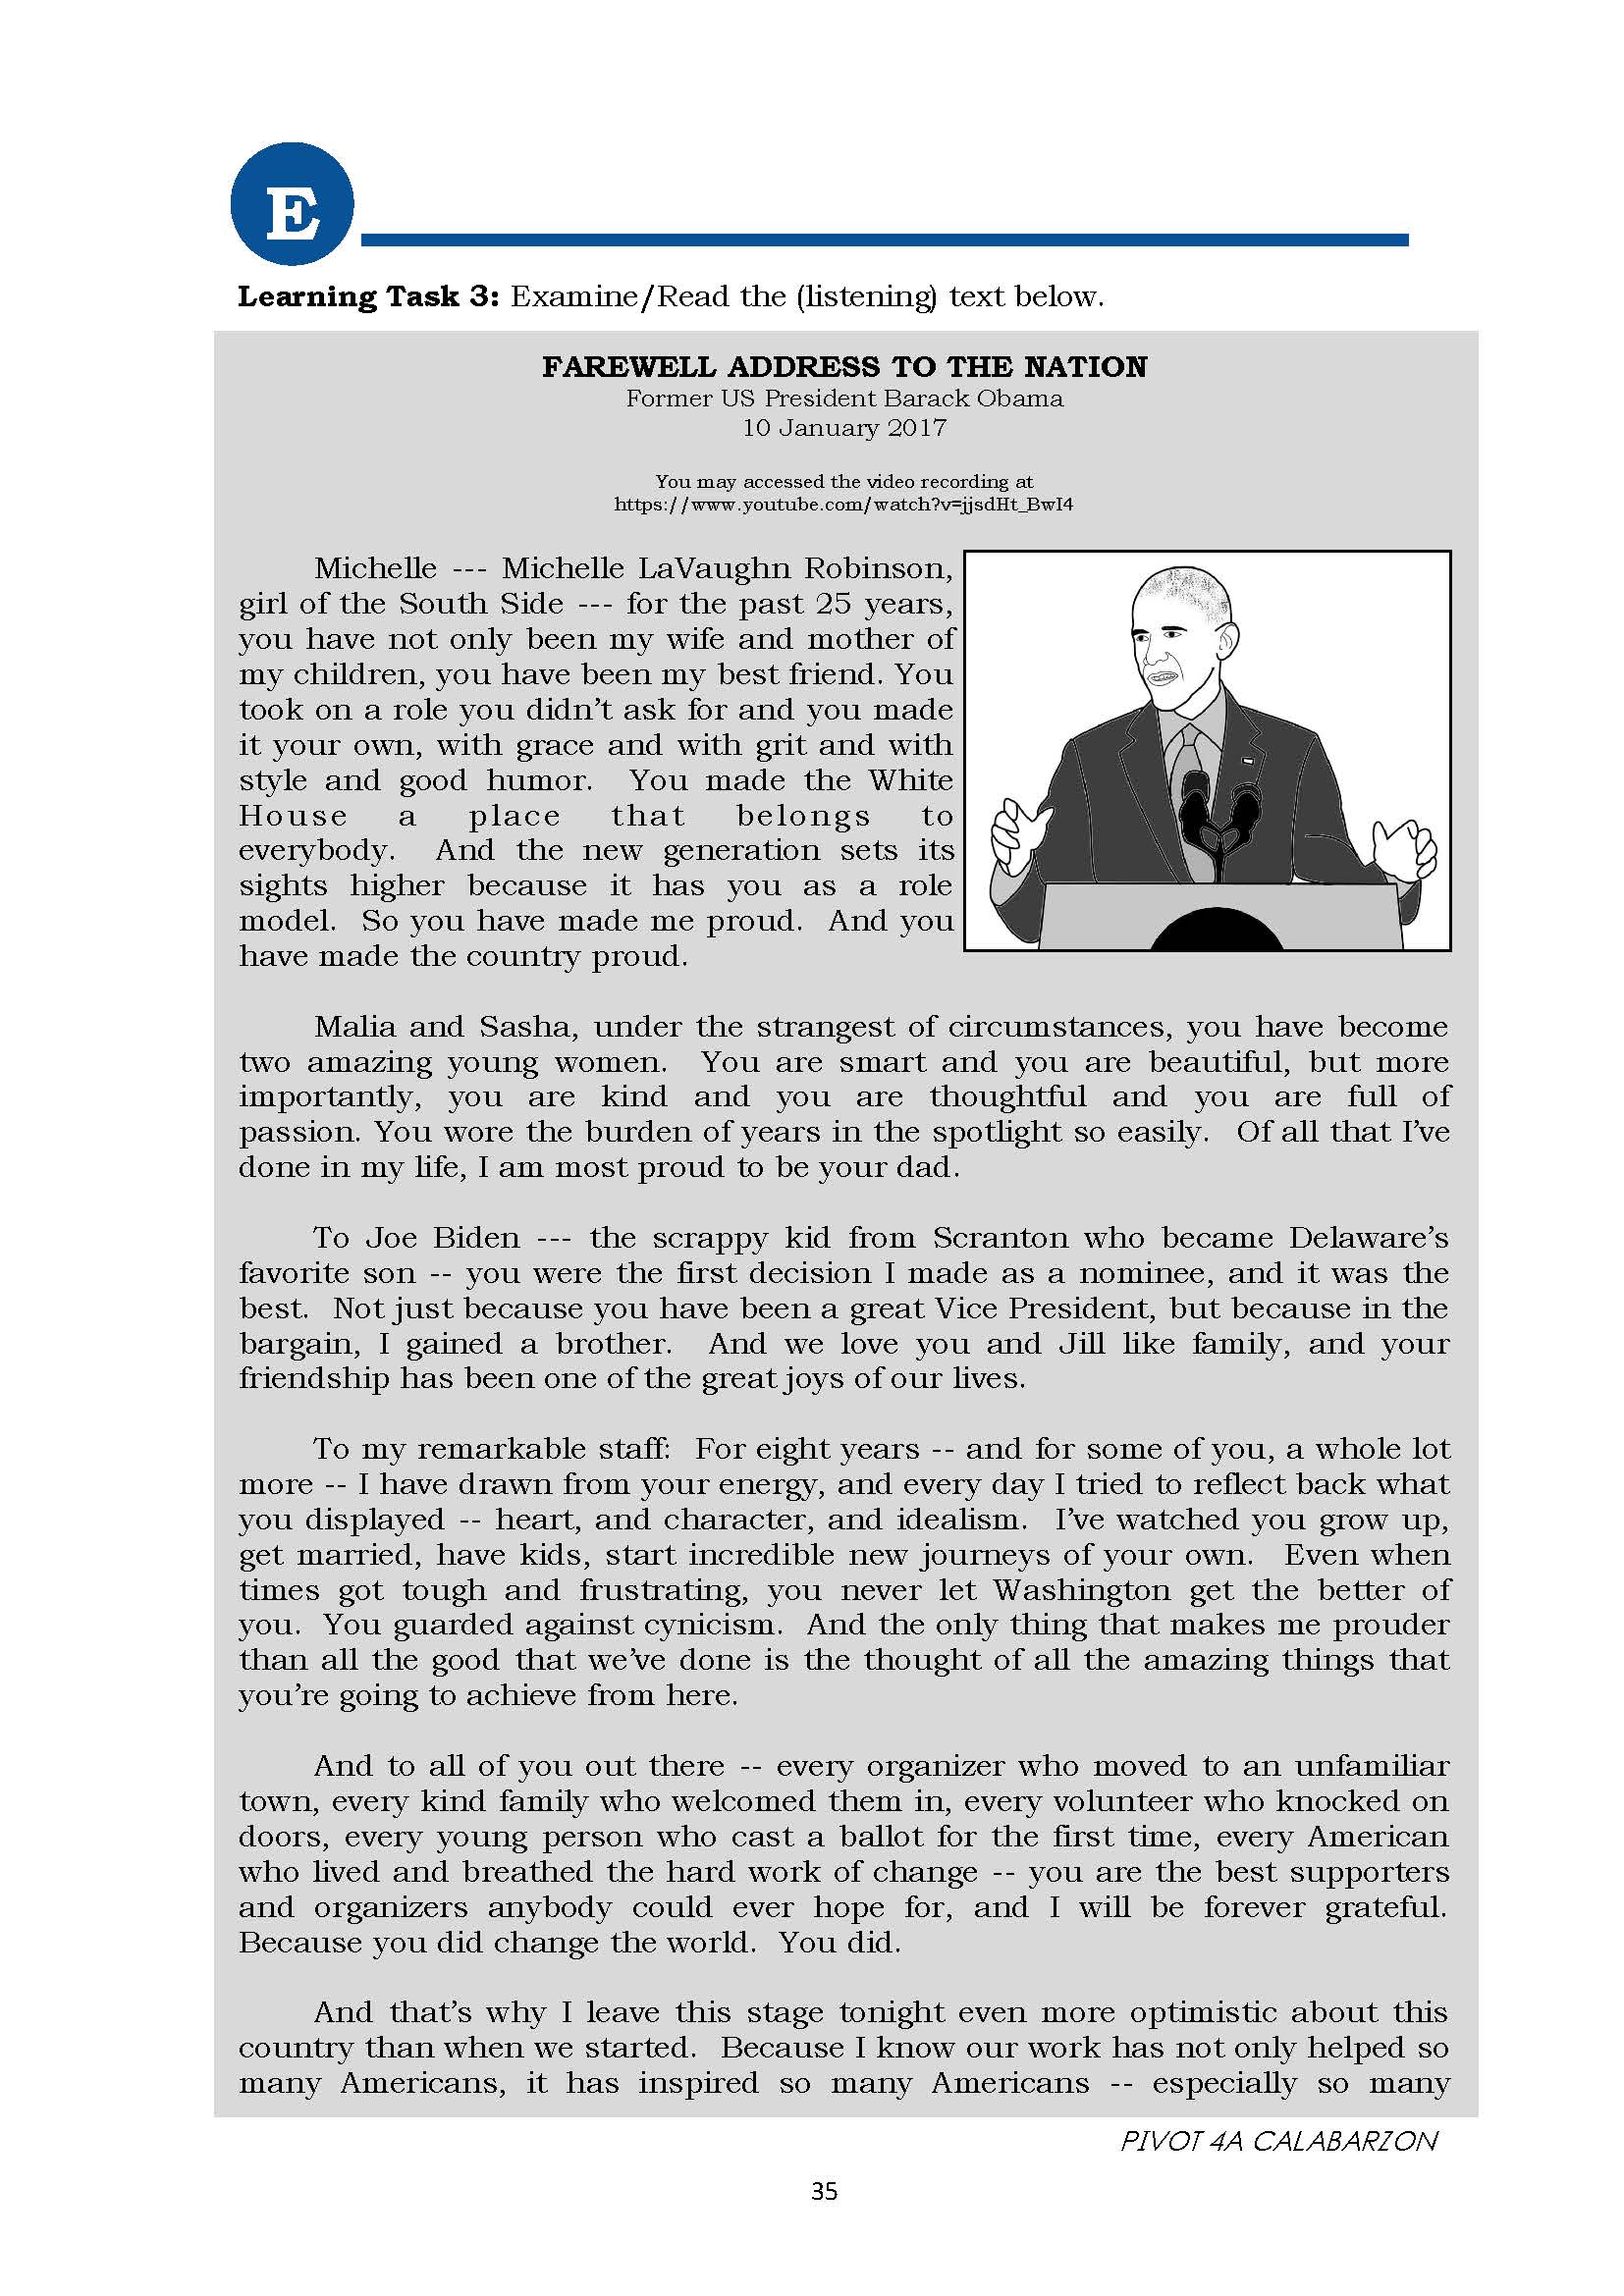 E
Learning Task 3: Examine/Read the (listening) text below.
FAREWELL ADDRESS TO THE NATION
Former US President Barack Obama
10 January 2017
You may accessed the video recording at
https://www.youtube.com/watch?v=jjsdHt_BwI4
Michelle --- Michelle LaVaughn Robinson,
girl of the South Side --- for the past 25 years,
you have not only been my wife and mother of
my children, you have been my best friend. You
took on a role you didn't ask for and you made
it your own, with grace and with grit and with
style and good humor. You made the White
House a place that belongs to
everybody. And the new generation sets its
sights higher because it has you as a role
model. So you have made me proud. And you
have made the country proud.
Malia and Sasha, under the strangest of circumstances, you have become
two amazing young women. You are smart and you are beautiful, but more
importantly, you are kind and you are thoughtful and you are full of
passion. You wore the burden of years in the spotlight so easily. Of all that I've
done in my life, I am most proud to be your dad.
To Joe Biden --- the scrappy kid from Scranton who became Delaware's
favorite son -- you were the first decision I made as a nominee, and it was the
best. Not just because you have been a great Vice President, but because in the
bargain, I gained a brother. And we love you and Jill like family, and your
friendship has been one of the great joys of our lives.
To my remarkable staff: For eight years -- and for some of you, a whole lot
more -- I have drawn from your energy, and every day I tried to reflect back what
you displayed -- heart, and character, and idealism. I've watched you grow up,
get married, have kids, start incredible new journeys of your own. Even when
times got tough and frustrating, you never let Washington get the better of
you. You guarded against cynicism. And the only thing that makes me prouder
than all the good that we've done is the thought of all the amazing things that
you're going to achieve from here.
And to all of you out there -- every organizer who moved to an unfamiliar
town, every kind family who welcomed them in, every volunteer who knocked on
doors, every young person who cast a ballot for the first time, every American
who lived and breathed the hard work of change -- you are the best supporters
and organizers anybody could ever hope for, and I will be forever grateful.
Because you did change the world. You did.
And that's why I leave this stage tonight even more optimistic about this
country than when we started. Because I know our work has not only helped so
many Americans, it has inspired so many Americans -- especially so many
PIVOT 4A CALABARZON
35